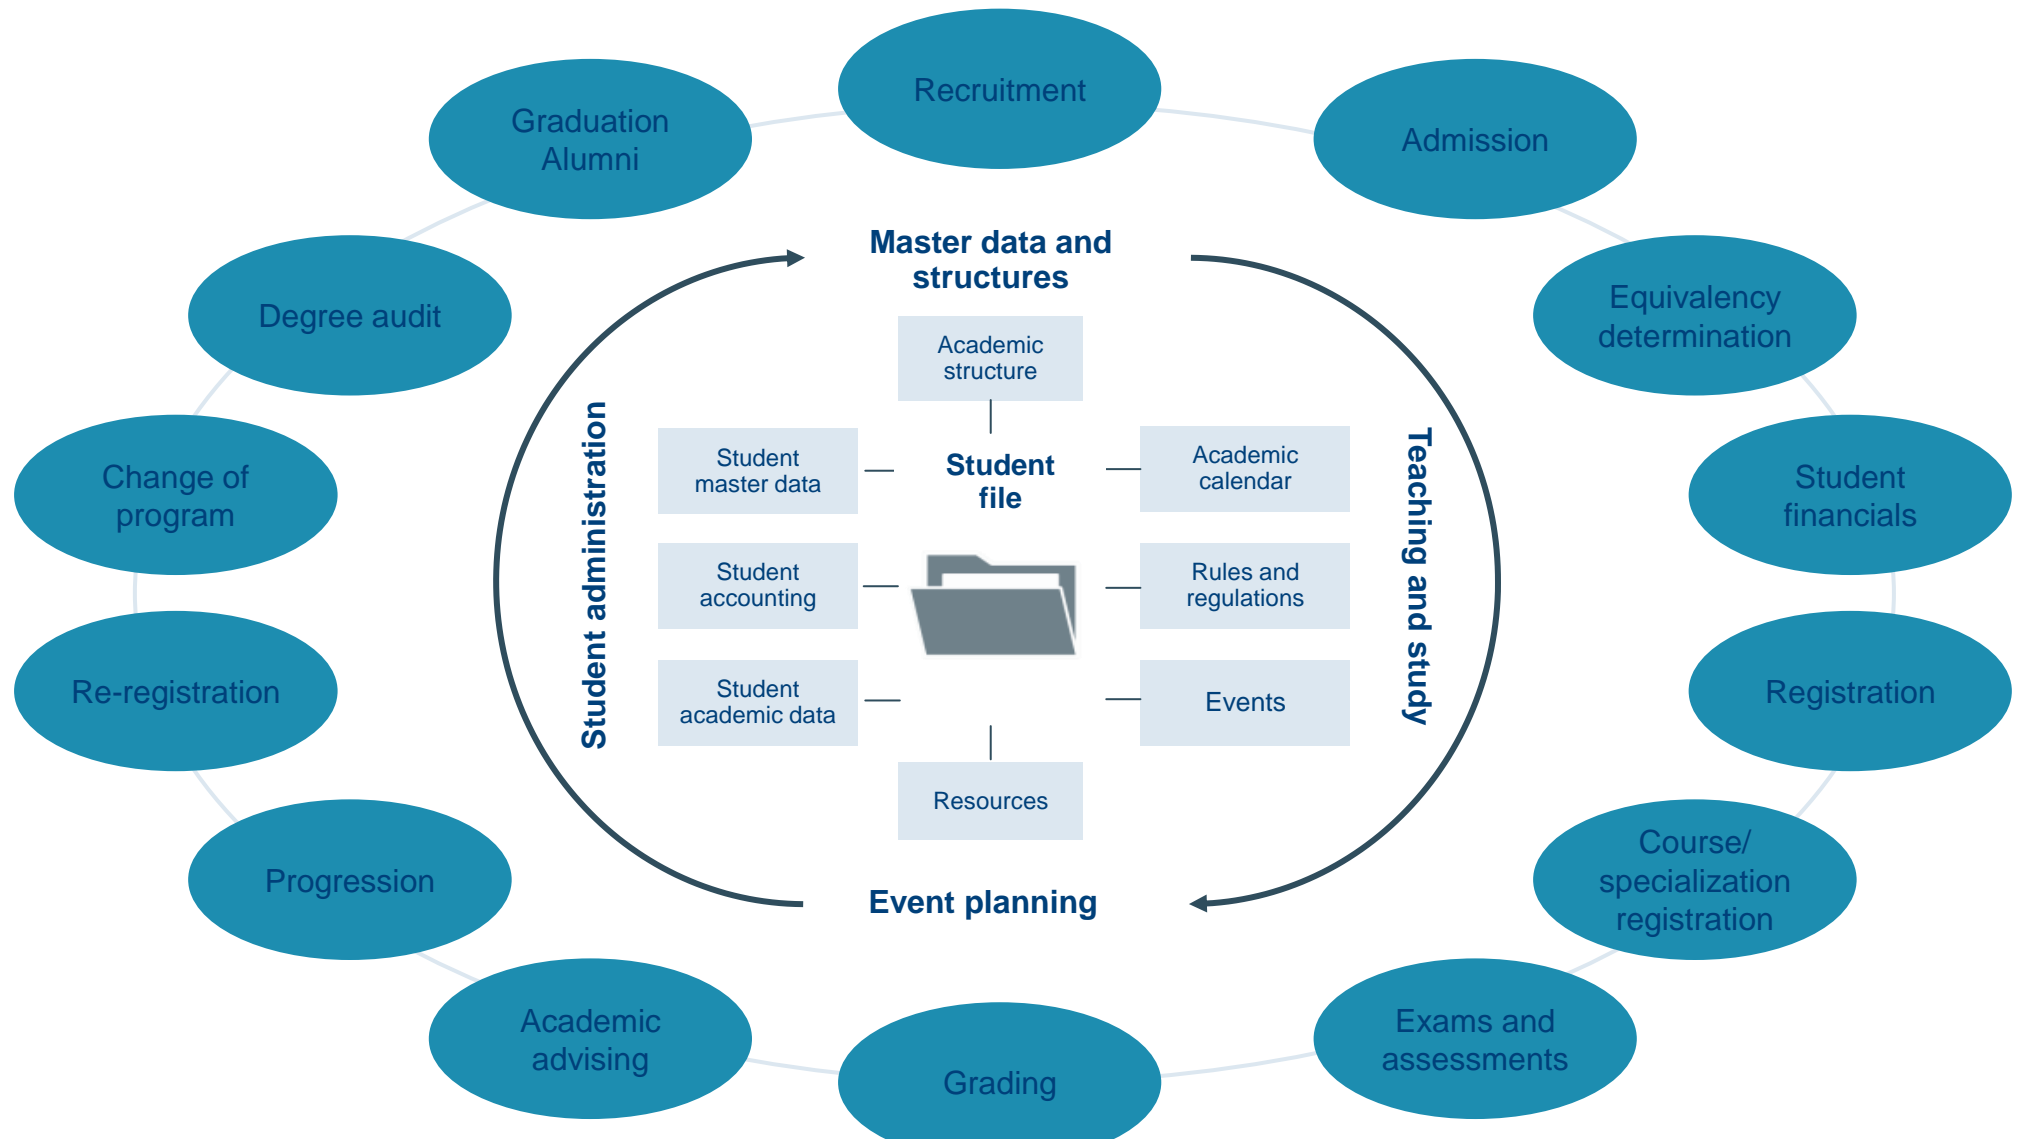 Recruitment
Admission
Equivalency
determination
Student
financials
Registration
Course/
specialization
registration
Exams and
assessments
Grading
Academic
advising
Progression
Re-registration
Change of
program
Degree audit
Graduation
Alumni
Master data and
structures
Teaching and study
Event planning
Student administration
Academic
structure
Student
file
Student
master data
Student
accounting
Student
academic data
Academic
calendar
Rules and
regulations
Events
Resources